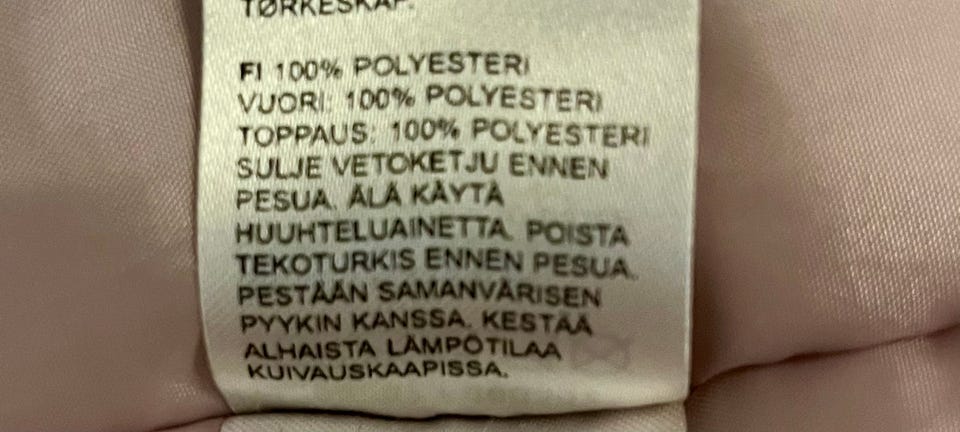 TØRKESKAP.
FI 100% POLYESTERI
VUORI: 100% POLYESTERI
TOPPAUS: 100% POLYESTERI
SULJE VETOKETJU ENNEN
PESUA. ÄLÄ KÄYTÄ
HUUHTELUAINETTA. POISTA
TEKOTURKIS ENNEN PESUA.
PESTÄÄN SAMANVÄRISEN
PYYKIN KANSSA. KESTÄÄ
ALHAISTA LÄMPÖTILAA
KUIVAUSKAAPISSA.